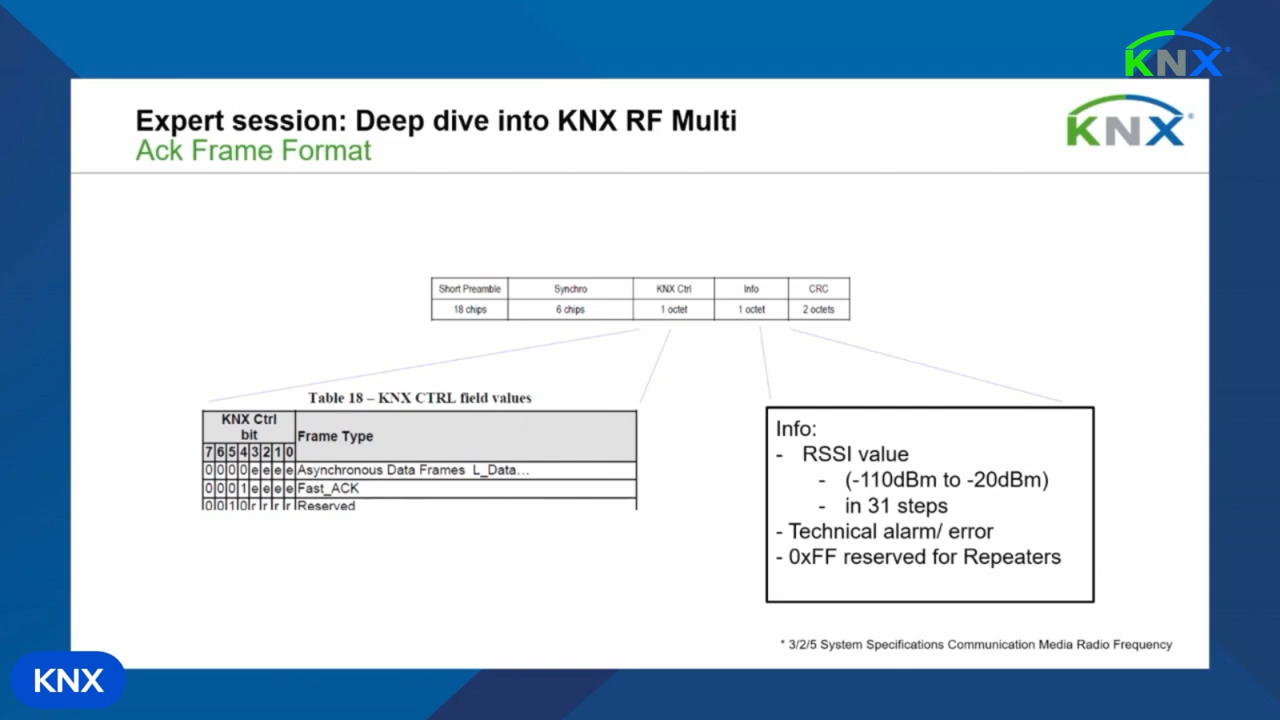 KNX
Expert session: Deep dive into KNX RF Multi
Ack Frame Format
KNX
Short Preamble Synchro KNX Ctrl Info CRC
18 chips 6 chips 1 octet 1 octet 2 octets
Table 18 – KNX CTRL field values
KNX Ctrl
bit
Frame Type
7 6 5 4 3 2 1 0
0 0 0 0 e e e e Asynchronous Data Frames L_Data...
0 0 0 1 e e e e Fast_ACK
0 0 1 0 r r r r Reserved
Info:
- RSSI value
- (-110dBm to -20dBm)
- in 31 steps
- Technical alarm/ error
- 0xFF reserved for Repeaters
* 3/2/5 System Specifications Communication Media Radio Frequency
KNX